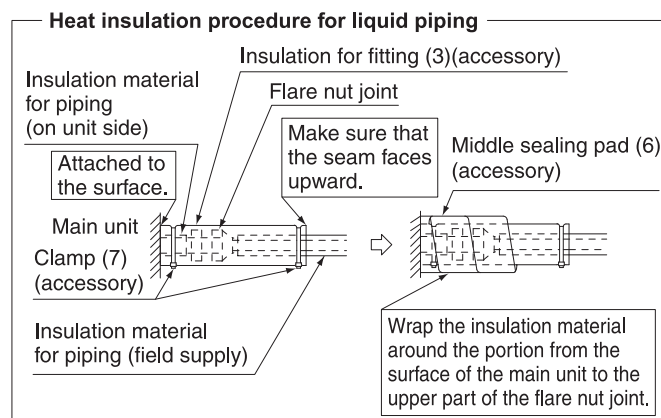 Heat insulation procedure for liquid piping
Insulation for fitting (3)(accessory)
Insulation material
for piping
(on unit side)
Flare nut joint
Attached to
the surface.
Make sure that
the seam faces
upward.
Middle sealing pad (6)
(accessory)
Main unit
Clamp (7)
(accessory)
Insulation material
for piping (field supply)
Wrap the insulation material
around the portion from the
surface of the main unit to the
upper part of the flare nut joint.